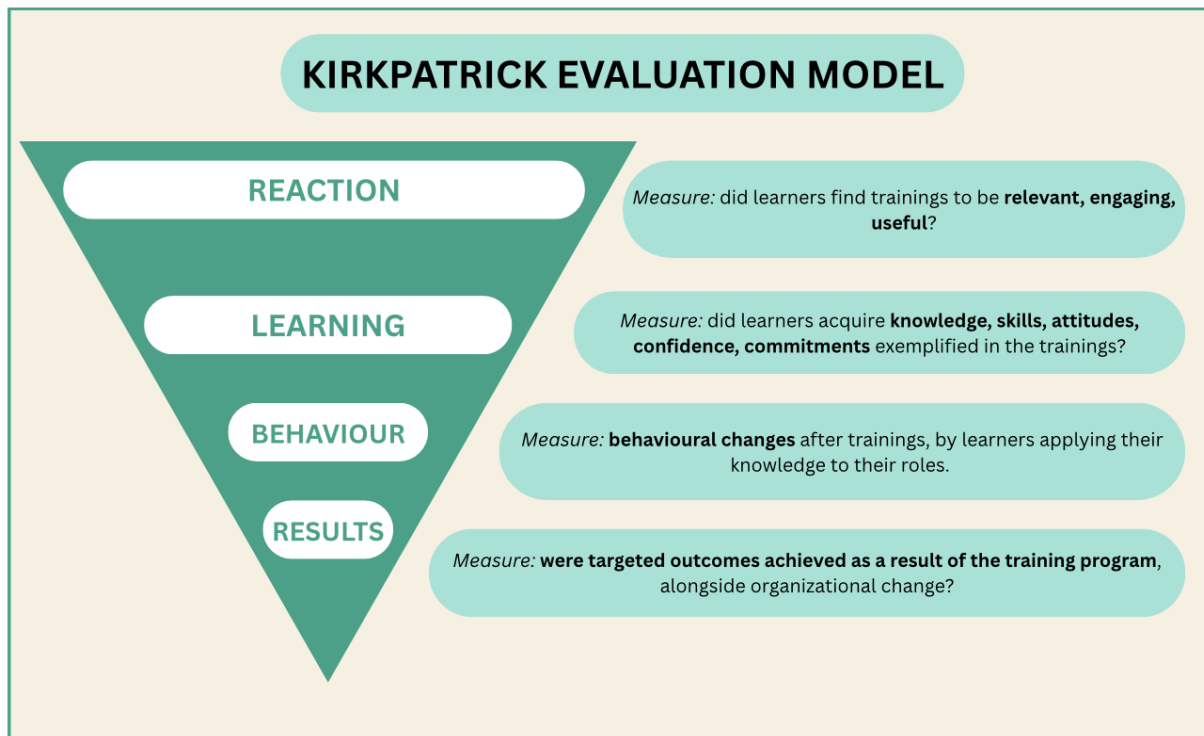 KIRKPATRICK EVALUATION MODEL
REACTION
Measure: did learners find trainings to be relevant, engaging,
useful?
LEARNING
Measure: did learners acquire knowledge, skills, attitudes,
confidence, commitments exemplified in the trainings?
BEHAVIOUR
Measure: behavioural changes after trainings, by learners applying their
knowledge to their roles.
RESULTS
Measure: were targeted outcomes achieved as a result of the training program,
alongside organizational change?